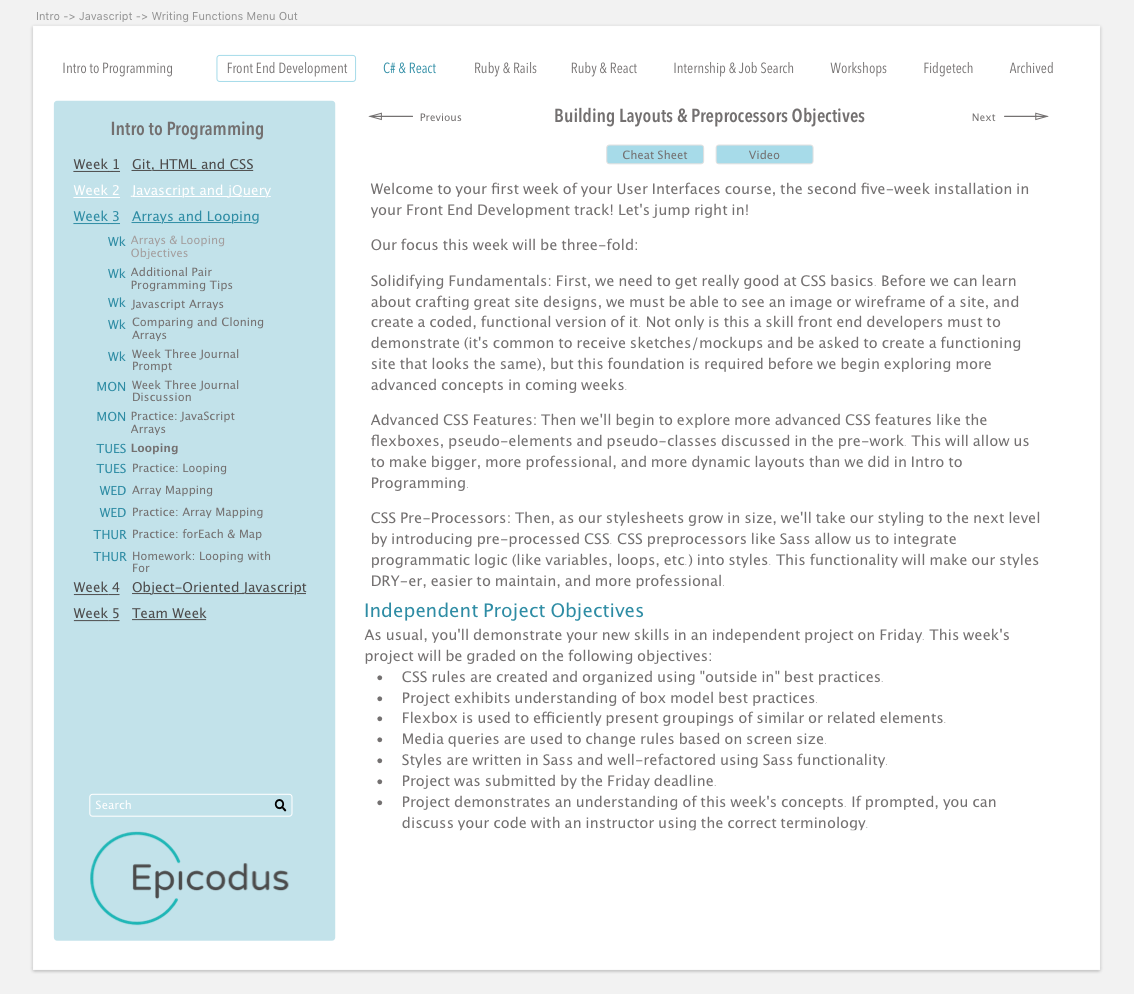 Intro -> Javascript -> Writing Functions Menu Out
Intro to Programming
Front End Development
C# & React
Ruby & Rails
Ruby & React
Internship & Job Search
Workshops
Fidgetech
Archived
Intro to Programming
Week 1 Git, HTML and CSS
Week 2 Javascript and jQuery
Week 3 Arrays and Looping
Wk Arrays & Looping
Objectives
Wk Additional Pair
Programming Tips
Wk Javascript Arrays
Wk Comparing and Cloning
Arrays
Wk Week Three Journal
Prompt
MON Week Three Journal
Discussion
MON Practice: JavaScript
Arrays
TUES Looping
TUES Practice: Looping
WED Array Mapping
WED Practice: Array Mapping
THUR Practice: forEach & Map
THUR Homework: Looping with
For
Week 4 Object-Oriented Javascript
Week 5 Team Week
Search
Epicodus
Previous
Building Layouts & Preprocessors Objectives
Next
Cheat Sheet
Video
Welcome to your first week of your User Interfaces course, the second five-week installation in
your Front End Development track! Let's jump right in!
Our focus this week will be three-fold:
Solidifying Fundamentals: First, we need to get really good at CSS basics. Before we can learn
about crafting great site designs, we must be able to see an image or wireframe of a site, and
create a coded, functional version of it. Not only is this a skill front end developers must to
demonstrate (it's common to receive sketches/mockups and be asked to create a functioning
site that looks the same), but this foundation is required before we begin exploring more
advanced concepts in coming weeks.
Advanced CSS Features: Then we'll begin to explore more advanced CSS features like the
flexboxes, pseudo-elements and pseudo-classes discussed in the pre-work. This will allow us
to make bigger, more professional, and more dynamic layouts than we did in Intro to
Programming.
CSS Pre-Processors: Then, as our stylesheets grow in size, we'll take our styling to the next level
by introducing pre-processed CSS. CSS preprocessors like Sass allow us to integrate
programmatic logic (like variables, loops, etc.) into styles. This functionality will make our styles
DRY-er, easier to maintain, and more professional.
Independent Project Objectives
As usual, you'll demonstrate your new skills in an independent project on Friday. This week's
project will be graded on the following objectives:
• CSS rules are created and organized using "outside in" best practices.
• Project exhibits understanding of box model best practices.
• Flexbox is used to efficiently present groupings of similar or related elements.
• Media queries are used to change rules based on screen size.
• Styles are written in Sass and well-refactored using Sass functionality.
• Project was submitted by the Friday deadline.
• Project demonstrates an understanding of this week's concepts. If prompted, you can
discuss your code with an instructor using the correct terminology.